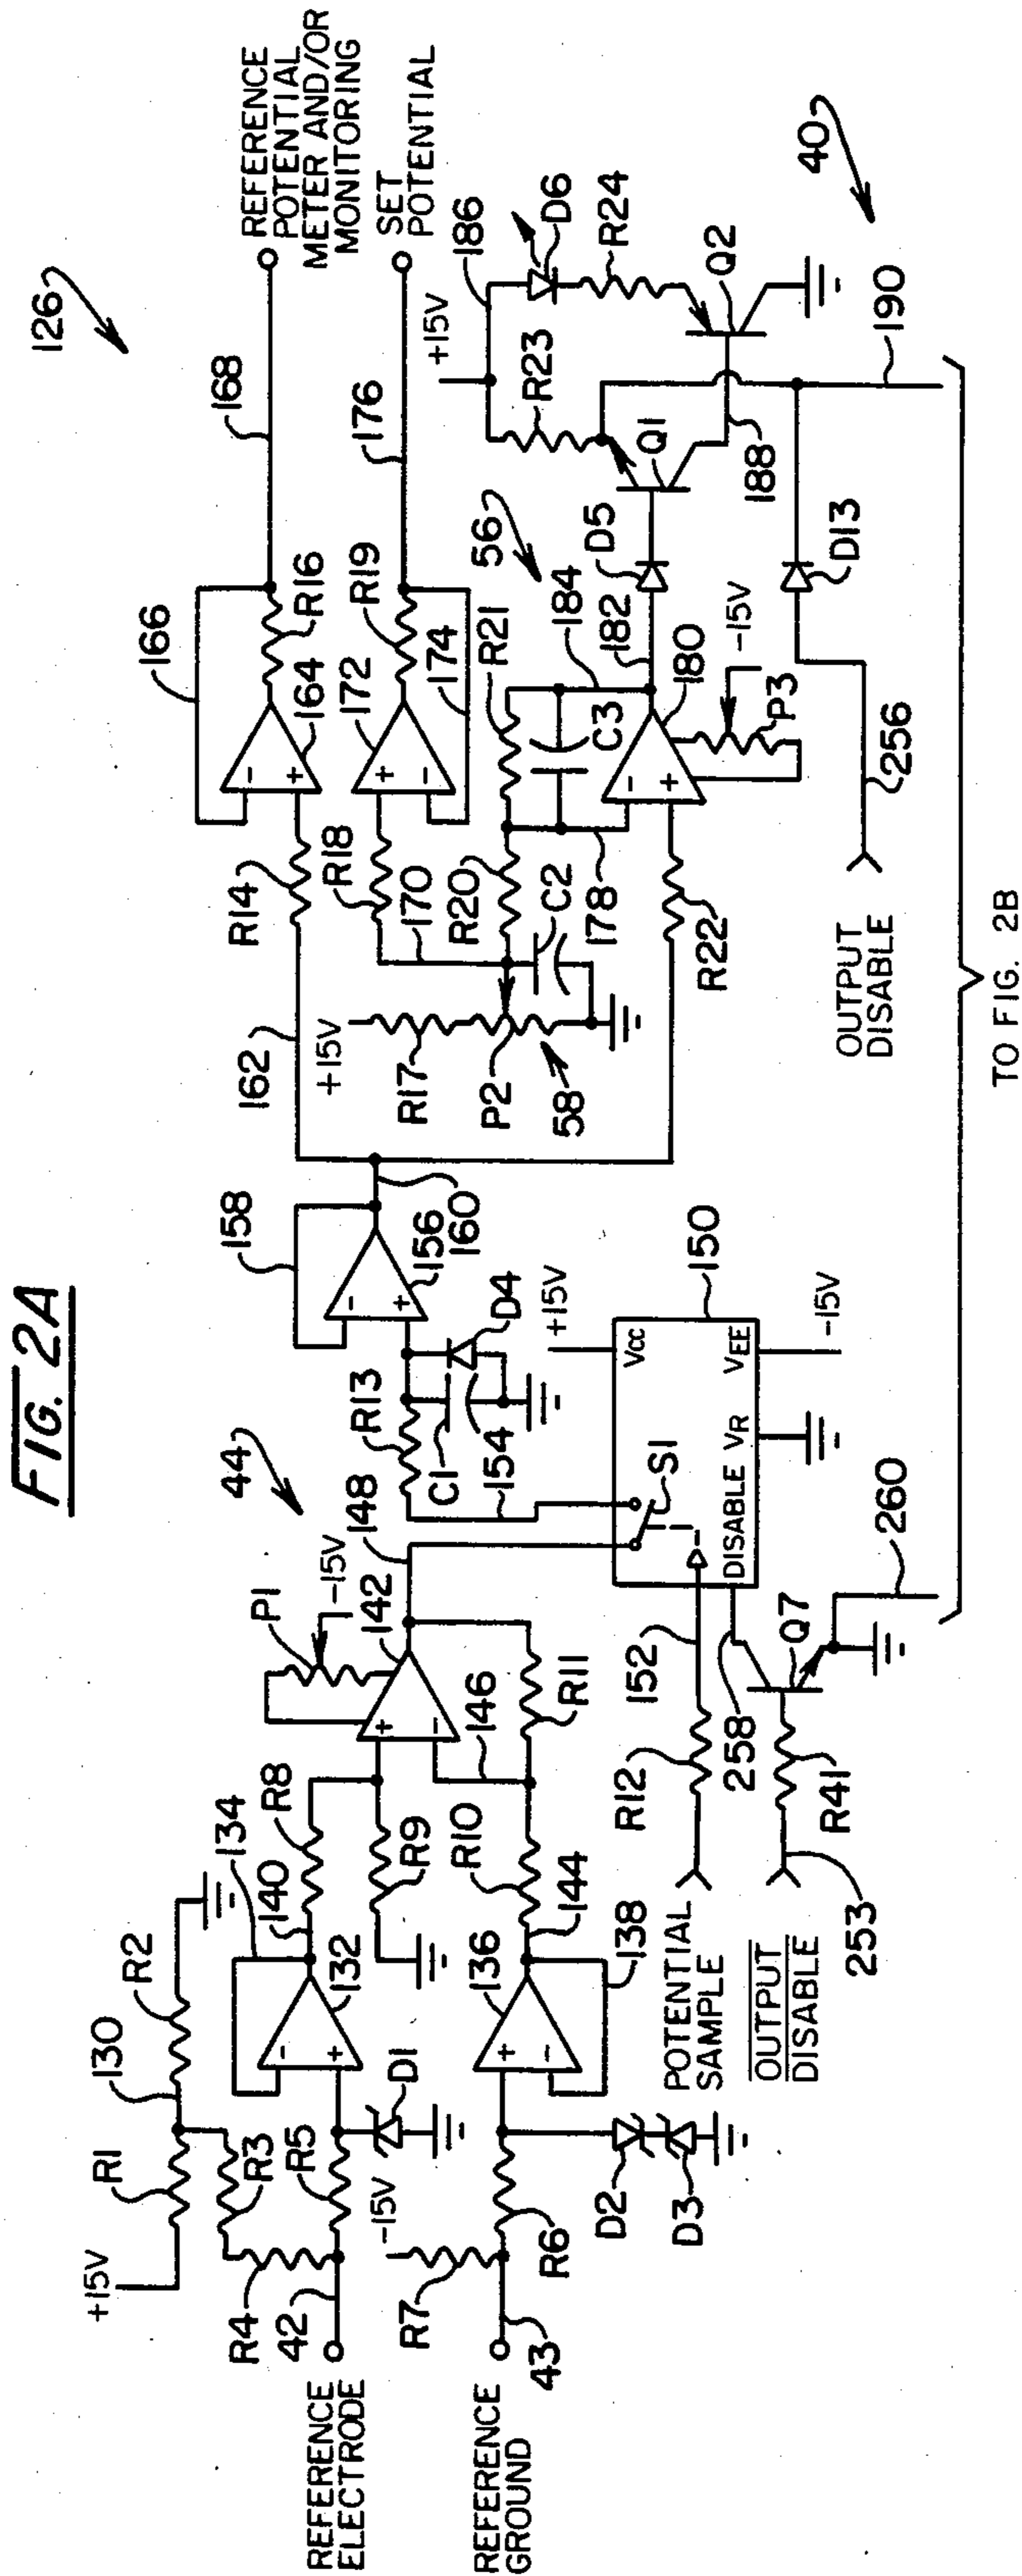 FIG. 2A
126
REFERENCE
POTENTIAL
METER AND/OR
MONITORING
168
166
R16
164
R14
162
SET
POTENTIAL
176
R19
172
174
R18
170
+15V
R17
P2
58
R20
C2
178
R21
184
C3
56
182
180
P3
-15V
R22
D5
Q1
+15V
186
R23
D6
R24
Q2
188
D13
190
40
256
OUTPUT
DISABLE
158
156
160
D4
R13
C1
154
44
148
-15V
P1
142
146
R11
+15V
150
VCC
VEE
-15V
S1
DISABLE
VR
260
Q7
258
152
R12
R41
253
POTENTIAL
SAMPLE
OUTPUT
DISABLE
R8
134
140
132
R9
R10
144
136
138
R2
130
R1
+15V
R3
R4
R5
D1
42
-15V
R7
R6
43
D2
D3
REFERENCE
ELECTRODE
REFERENCE
GROUND
- + + - + - - + + - - + + -
TO FIG. 2B